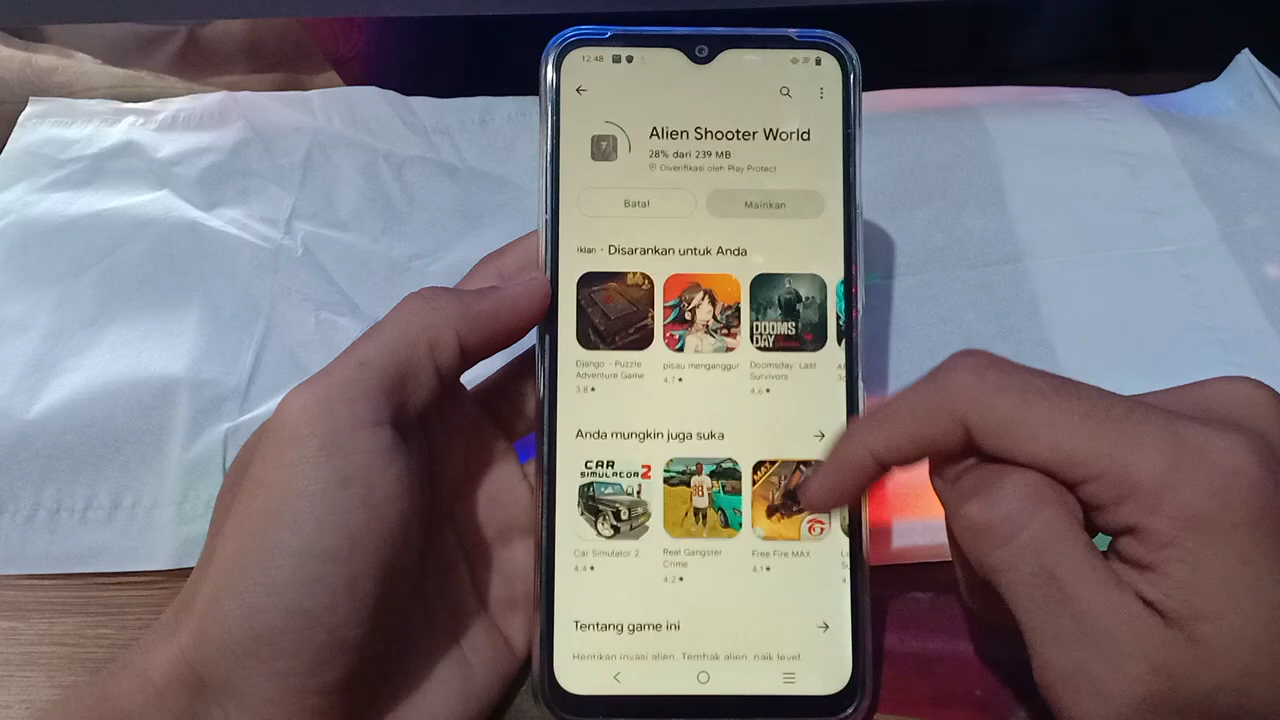 12.48
Alien Shooter World
28% dari 239 MB
Diverifikasi oleh Play Protect
Batal
Mainkan
Iklan · Disarankan untuk Anda
DOOMS
DAY
Django - Puzzle
Adventure Game
3,8 ★
pisau menganggur
4,7 ★
Doomsday: Last
Survivors
4,6 ★
Anda mungkin juga suka
CAR
SIMULATOR 2
88
MAX
Car Simulator 2
4,4 ★
Real Gangster
Crime
4,2 ★
Free Fire MAX
4,1 ★
Tentang game ini
Hentikan invasi alien. Tembak alien, naik level